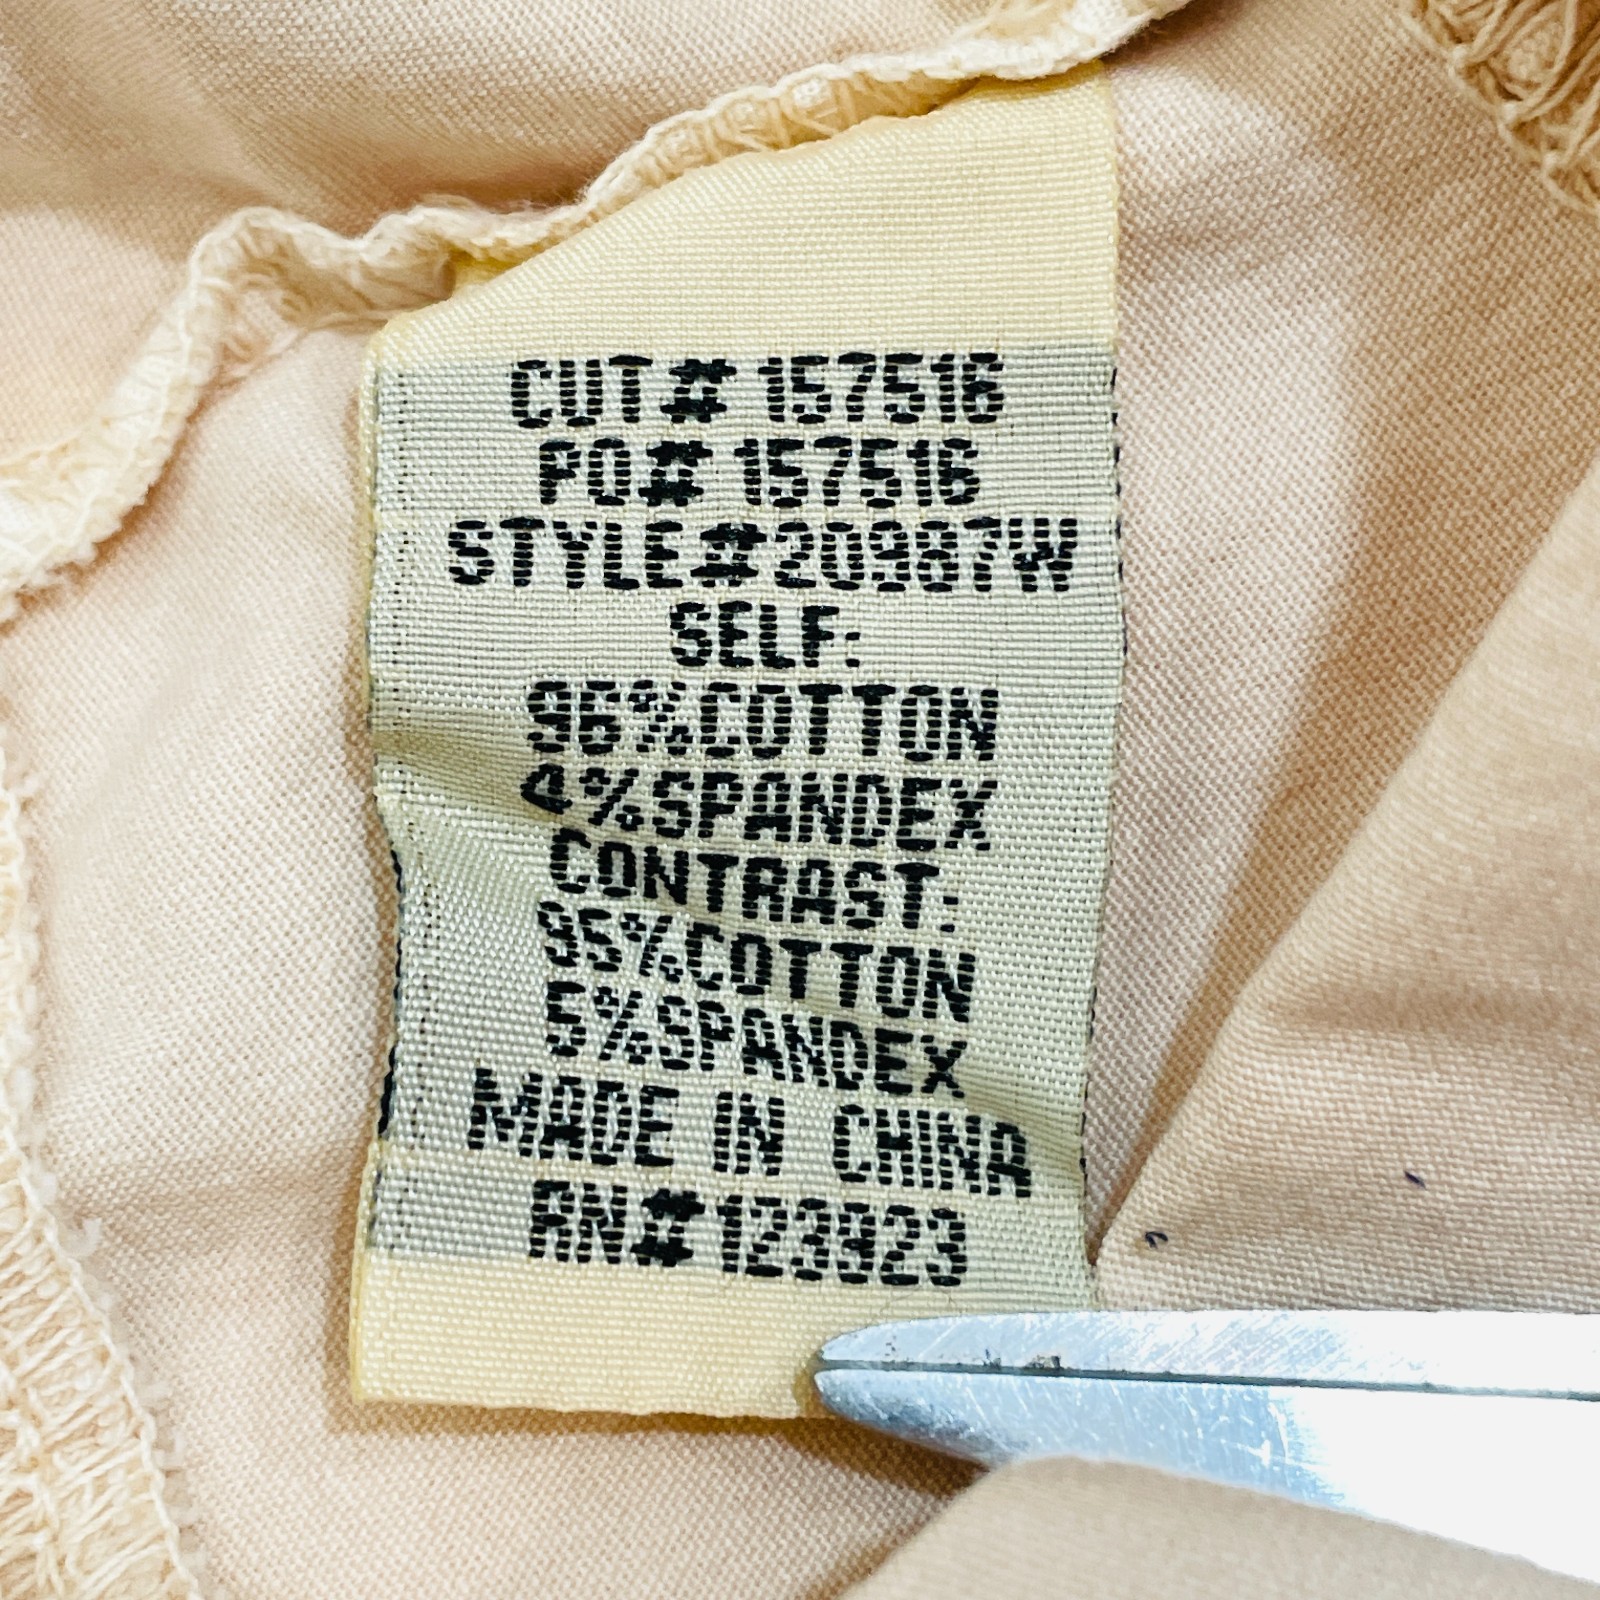 CUT# 157516
PO# 157516
STYLE#20987W
SELF:
96%COTTON
4%SPANDEX
CONTRAST:
95%COTTON
5%SPANDEX
MADE IN CHINA
RN#123923